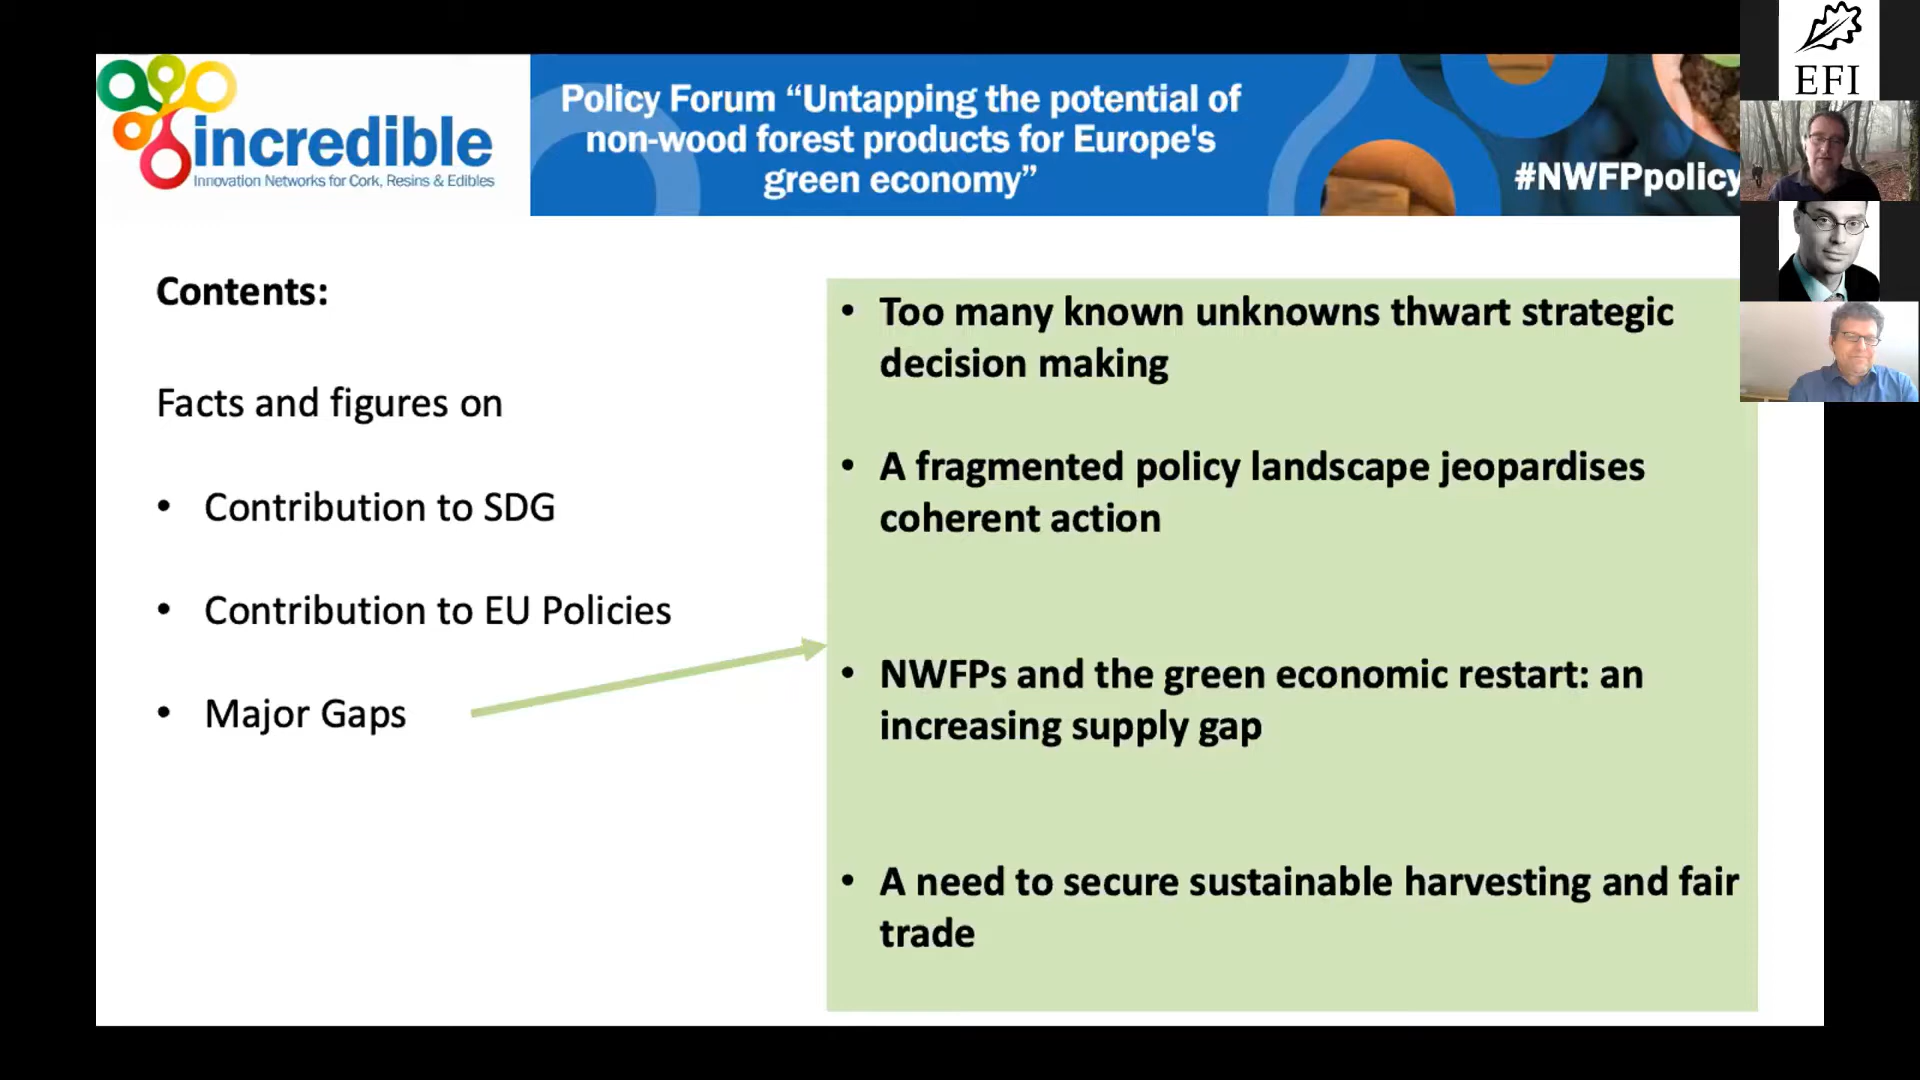 incredible
Innovation Networks for Cork, Resins & Edibles
Policy Forum “Untapping the potential of
non-wood forest products for Europe's
green economy”
#NWFPpolicy
EFI
Contents:
Facts and figures on
• Contribution to SDG
• Contribution to EU Policies
• Major Gaps
• Too many known unknowns thwart strategic
decision making
• A fragmented policy landscape jeopardises
coherent action
• NWFPs and the green economic restart: an
increasing supply gap
• A need to secure sustainable harvesting and fair
trade